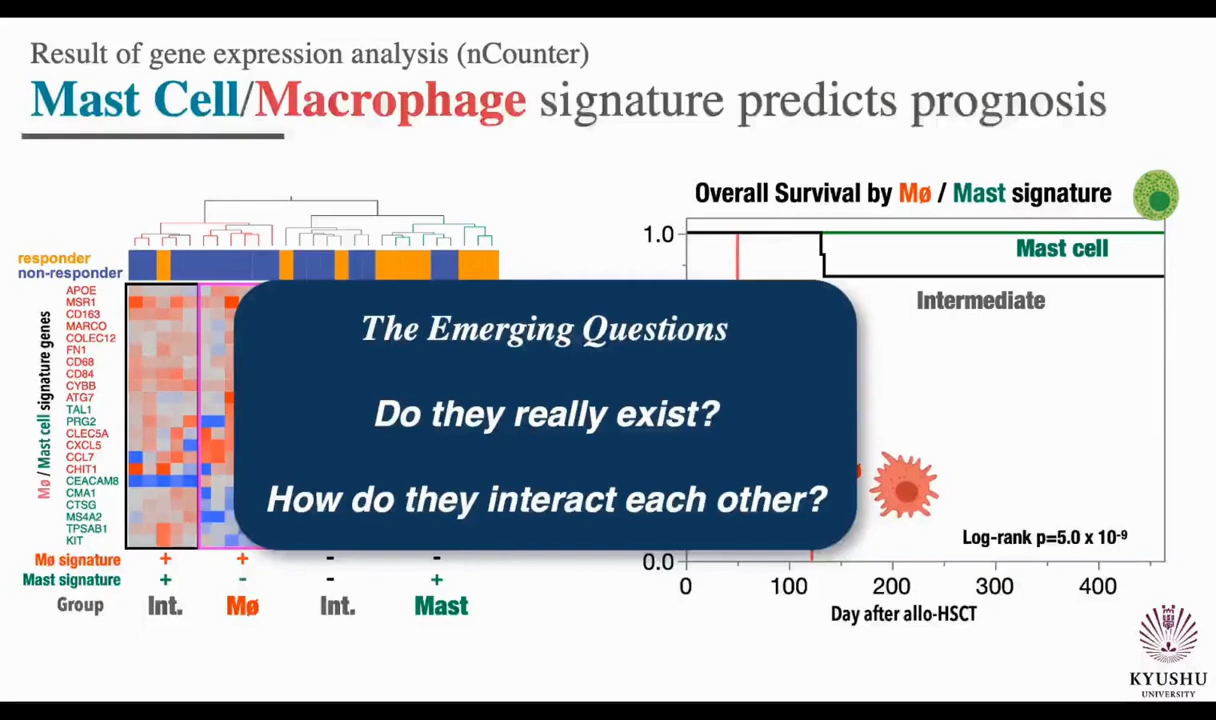 Result of gene expression analysis (nCounter)
Mast Cell/Macrophage signature predicts prognosis
responder
non-responder
Mø / Mast cell signature genes
APOE
MSR1
CD163
MARCO
COLEC12
FN1
CD68
CD84
CYBB
ATG7
TAL1
PRG2
CLEC5A
CXCL5
CCL7
CHIT1
CEACAM8
CMA1
CTSG
MS4A2
TPSAB1
KIT
Mø signature + + - -
Mast signature + - - +
Group Int. Mø Int. Mast
The Emerging Questions
Do they really exist?
How do they interact each other?
Overall Survival by Mø / Mast signature
1.0
Mast cell
Intermediate
Log-rank p=5.0 x 10-9
0.0
0 100 200 300 400
Day after allo-HSCT
KYUSHU
UNIVERSITY